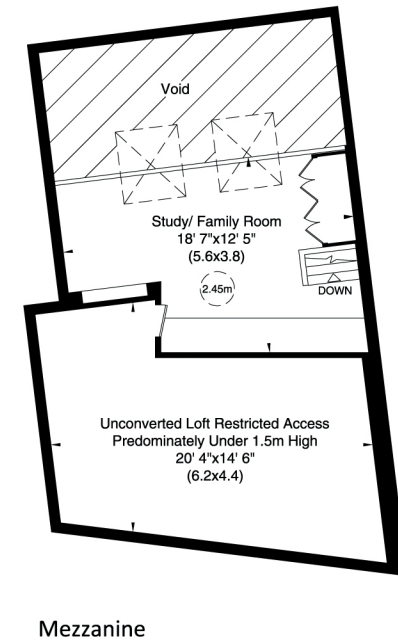 Void
Study/ Family Room
18' 7"x12' 5"
(5.6x3.8)
2.45m
DOWN
Unconverted Loft Restricted Access
Predominately Under 1.5m High
20' 4"x14' 6"
(6.2x4.4)
Mezzanine